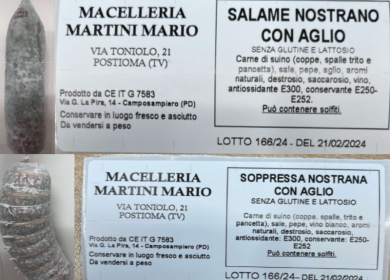 MACELLERIA
MARTINI MARIO
VIA TONIOLO, 21
POSTIOMA (TV)
Prodotto da CE IT G 7583
Via G. La Pira, 14 - Camposampiero (PD)
Conservare in luogo fresco e asciutto
Da vendersi a peso
SALAME NOSTRANO
CON AGLIO
SENZA GLUTINE E LATTOSIO
Carne di suino (coppe, spalle trito e
pancetta), sale, pepe, aglio, aromi
naturali, destrosio, saccarosio, vino,
antiossidante E300, conservante E250-
E252.
Può contenere solfiti.
LOTTO 166/24 - DEL 21/02/2024
MACELLERIA
MARTINI MARIO
VIA TONIOLO, 21
POSTIOMA (TV)
Prodotto da CE IT G 7583
Via G. La Pira, 14 - Camposampiero (PD)
Conservare in luogo fresco e asciutto
Da vendersi a peso
SOPPRESSA NOSTRANA
CON AGLIO
SENZA GLUTINE E LATTOSIO
Carne di suino (coppe, spalle, trito e
pancetta), sale, pepe, vino bianco, aromi
naturali, destrosio, saccarosio,
antiossidante: E300, conservante: E250-
E252.
Può contenere solfiti.
LOTTO 166/24- DEL 21/02/2024